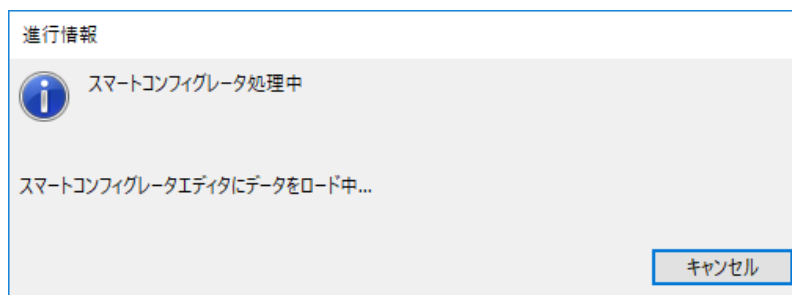 進行情報
スマートコンフィグレータ処理中
スマートコンフィグレータエディタにデータをロード中...
キャンセル